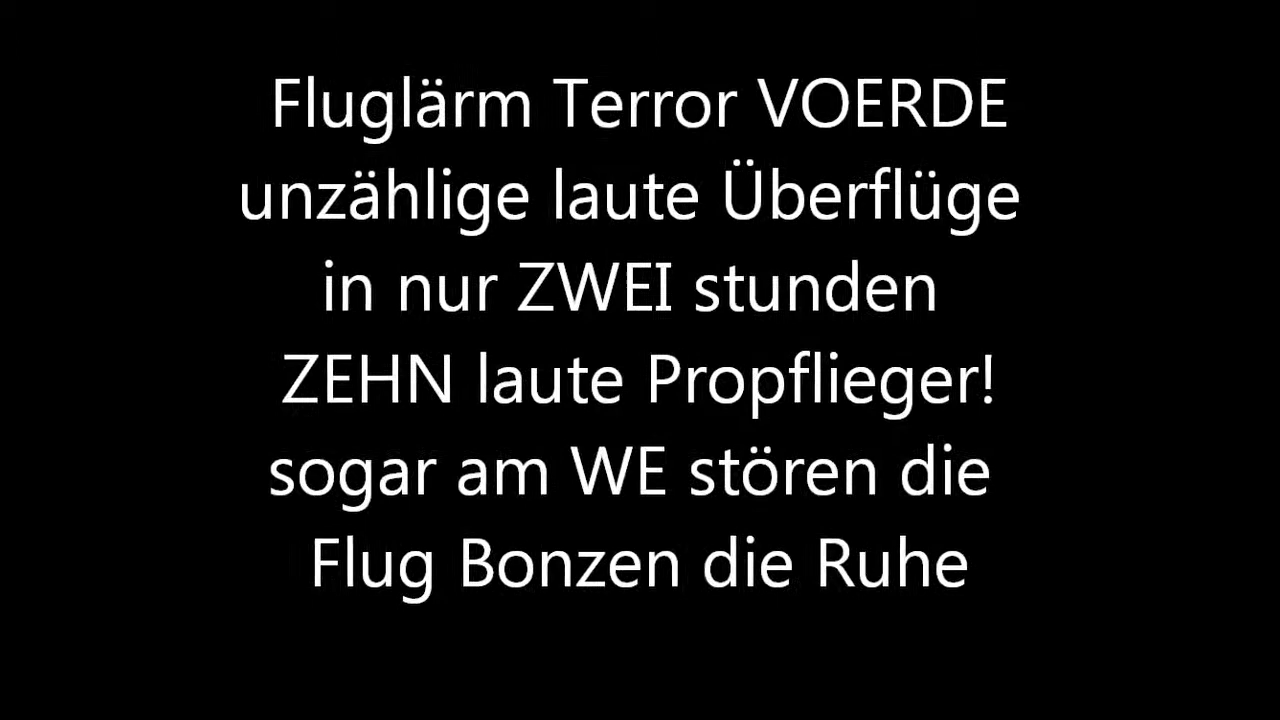 Fluglärm Terror VOERDE
unzählige laute Überflüge
in nur ZWEI stunden
ZEHN laute Propflieger!
sogar am WE stören die
Flug Bonzen die Ruhe